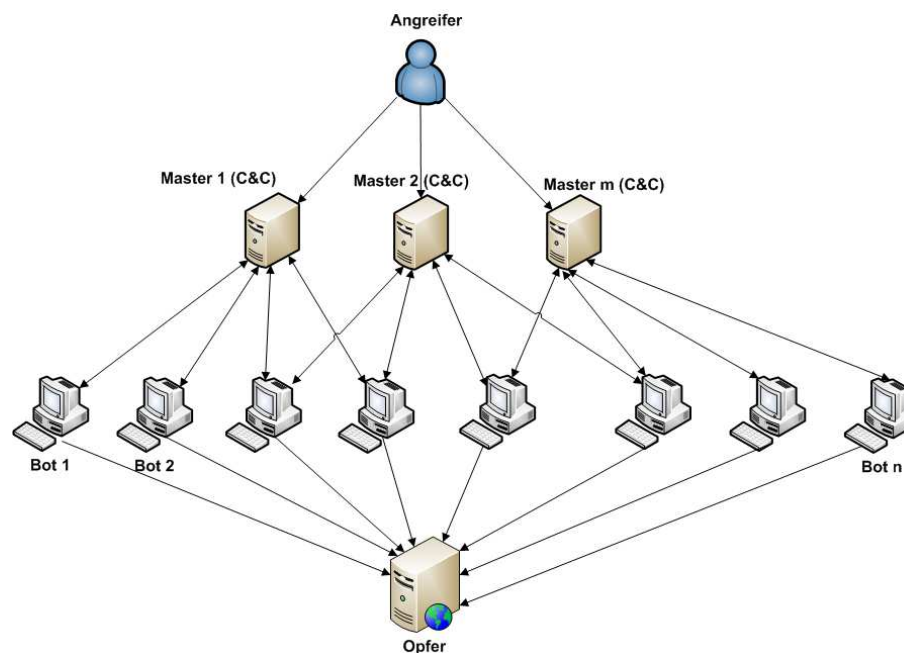 Angreifer
Master 1 (C&C)
Master 2 (C&C)
Master m (C&C)
Bot 1
Bot 2
Bot n
Opfer